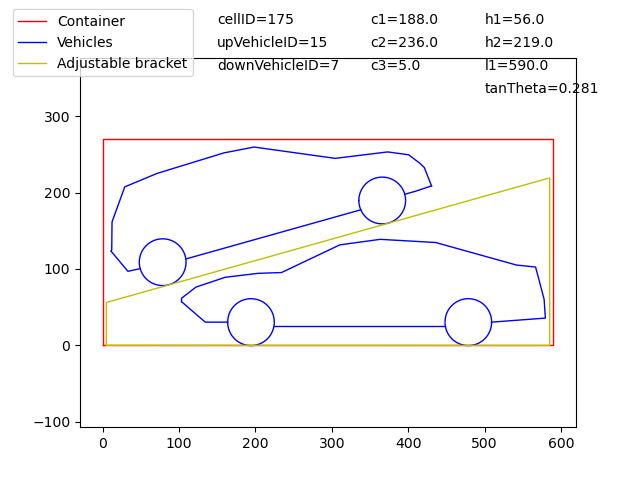 Container
Vehicles
Adjustable bracket
cellID=175
upVehicleID=15
downVehicleID=7
c1=188.0
c2=236.0
c3=5.0
h1=56.0
h2=219.0
l1=590.0
tanTheta=0.281
300
200
100
0
−100
0 100 200 300 400 500 600